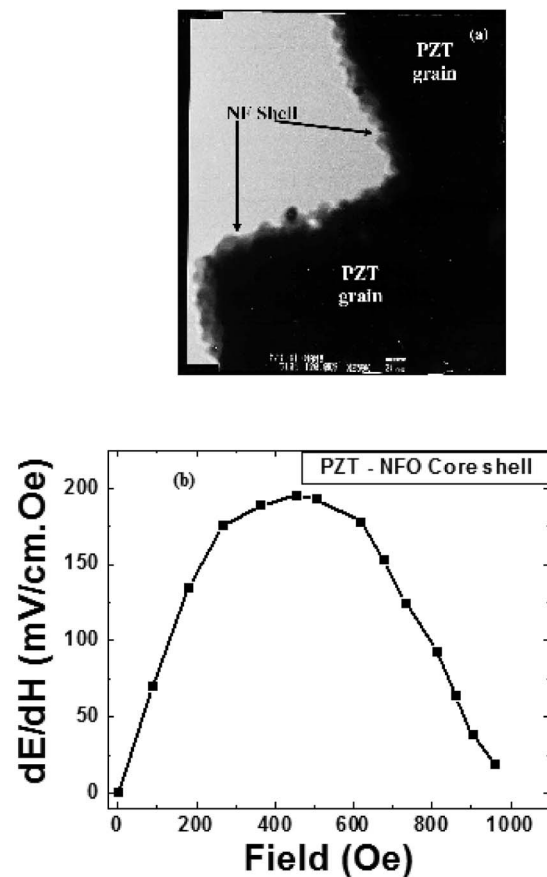 (a)
PZT
grain
NF Shell
PZT
grain
PZT - NFO Core shell
(b)
dE/dH (mV/cm.Oe)
200
150
100
50
0
0 200 400 600 800 1000
Field (Oe)